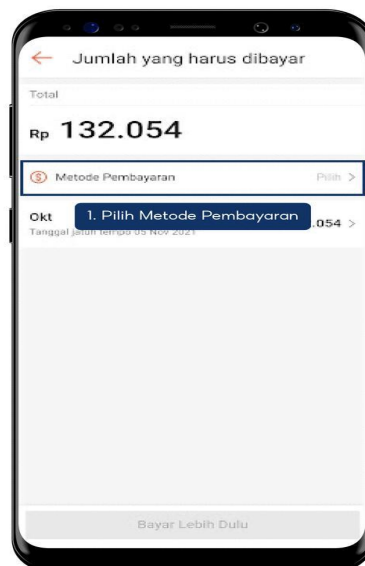 Jumlah yang harus dibayar
Total
Rp 132.054
Metode Pembayaran Pilih >
Okt 1. Pilih Metode Pembayaran .054 >
Tanggal jatuh tempo 05 Nov 2021
Bayar Lebih Dulu